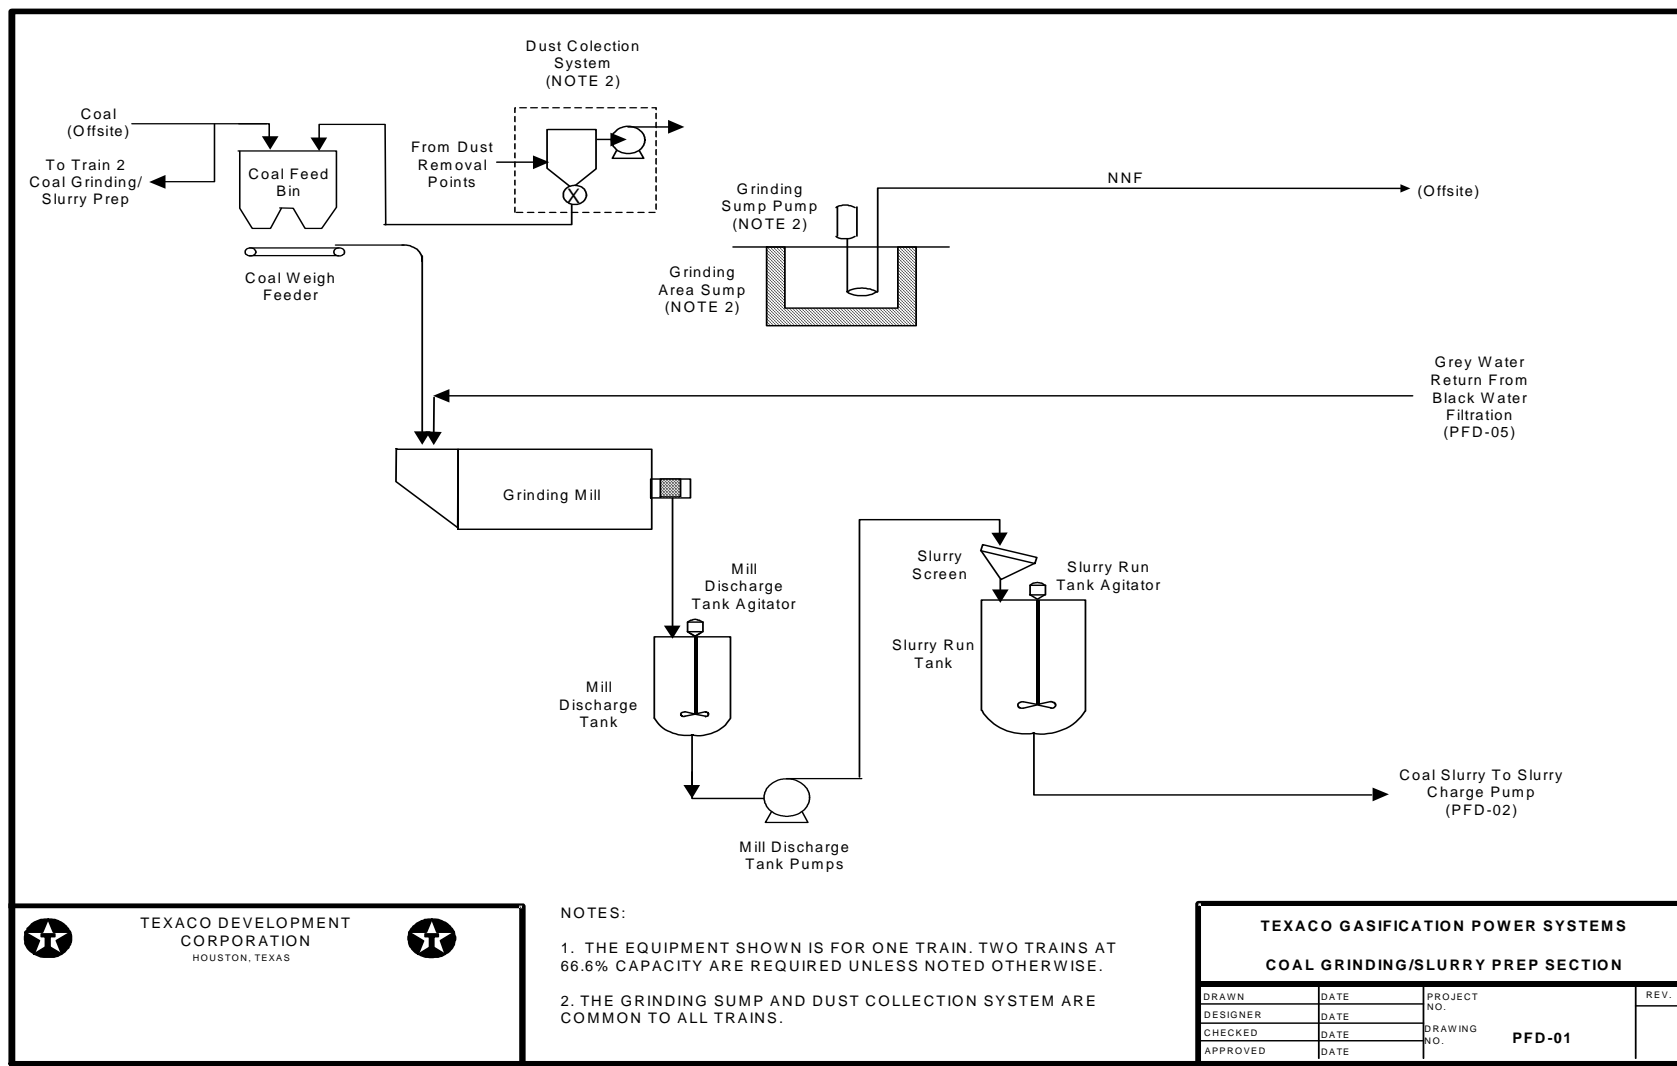 Dust Colection
System
(NOTE 2)
Coal
(Offsite)
To Train 2
Coal Grinding/
Slurry Prep
Coal Feed
Bin
From Dust
Removal
Points
X
Coal Weigh
Feeder
Grinding
Sump Pump
(NOTE 2)
NNF
(Offsite)
Grinding
Area Sump
(NOTE 2)
Grey Water
Return From
Black Water
Filtration
(PFD-05)
Grinding Mill
Mill
Discharge
Tank Agitator
Slurry
Screen
Slurry Run
Tank Agitator
Slurry Run
Tank
Mill
Discharge
Tank
Mill Discharge
Tank Pumps
Coal Slurry To Slurry
Charge Pump
(PFD-02)
T
TEXACO DEVELOPMENT
CORPORATION
HOUSTON, TEXAS
T
NOTES:
1. THE EQUIPMENT SHOWN IS FOR ONE TRAIN. TWO TRAINS AT
66.6% CAPACITY ARE REQUIRED UNLESS NOTED OTHERWISE.
2. THE GRINDING SUMP AND DUST COLLECTION SYSTEM ARE
COMMON TO ALL TRAINS.
TEXACO GASIFICATION POWER SYSTEMS
COAL GRINDING/SLURRY PREP SECTION
DRAWN DATE
DESIGNER DATE
CHECKED DATE
APPROVED DATE
PROJECT
NO.
DRAWING
NO.
PFD-01
REV.